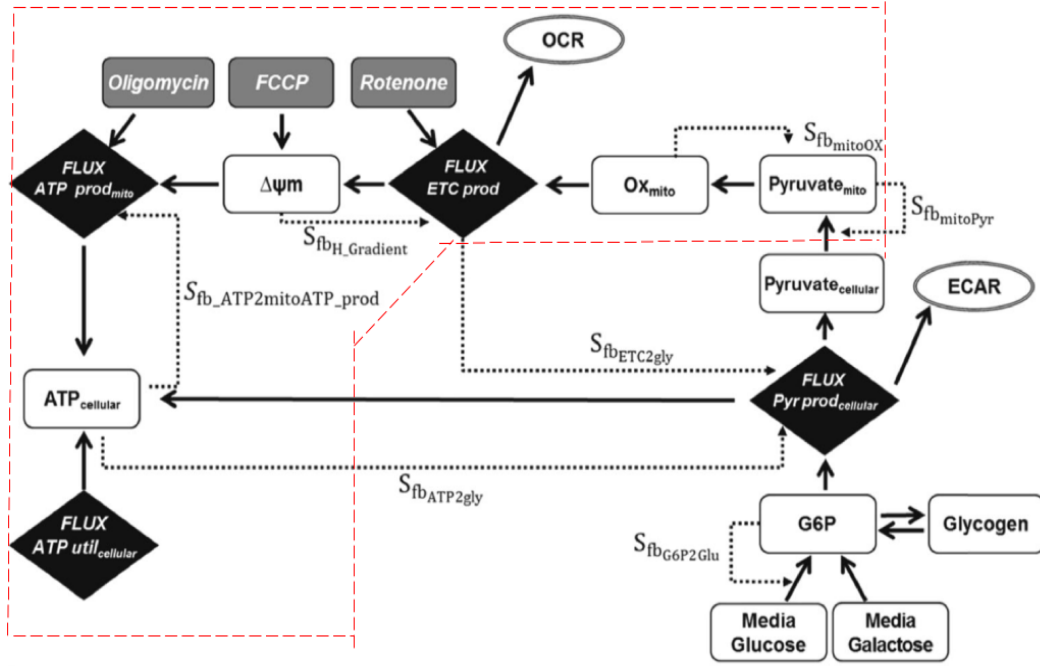 OCR
Oligomycin
FCCP
Rotenone
FLUX
ATP prod_mito
Δψm
FLUX
ETC prod
Ox_mito
S_fb_mitoOX
Pyruvate_mito
S_fb_mitoPyr
S_fb_H_Gradient
S_fb_ATP2mitoATP_prod
Pyruvate_cellular
ECAR
S_fb_ETC2gly
ATP_cellular
FLUX
Pyr prod_cellular
S_fb_ATP2gly
FLUX
ATP util_cellular
G6P
Glycogen
S_fb_G6P2Glu
Media
Glucose
Media
Galactose